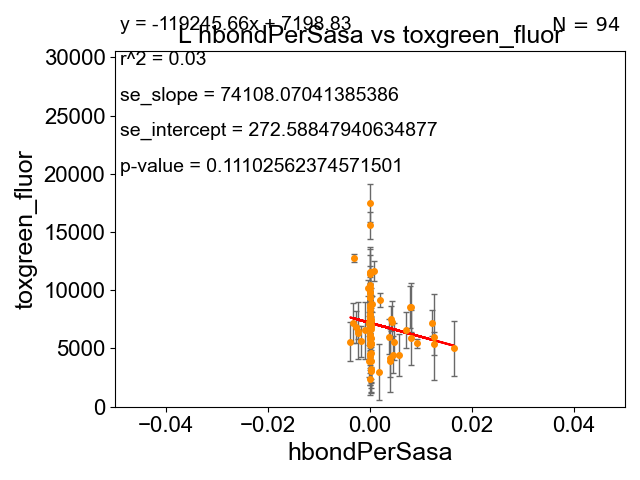 y = -119245.66x + 7198.83
N = 94
L hbondPerSasa vs toxgreen_fluor
r^2 = 0.03
se_slope = 74108.07041385386
se_intercept = 272.58847940634877
p-value = 0.11102562374571501
30000
25000
20000
15000
10000
5000
0
toxgreen_fluor
−0.04
−0.02
0.00
0.02
0.04
hbondPerSasa